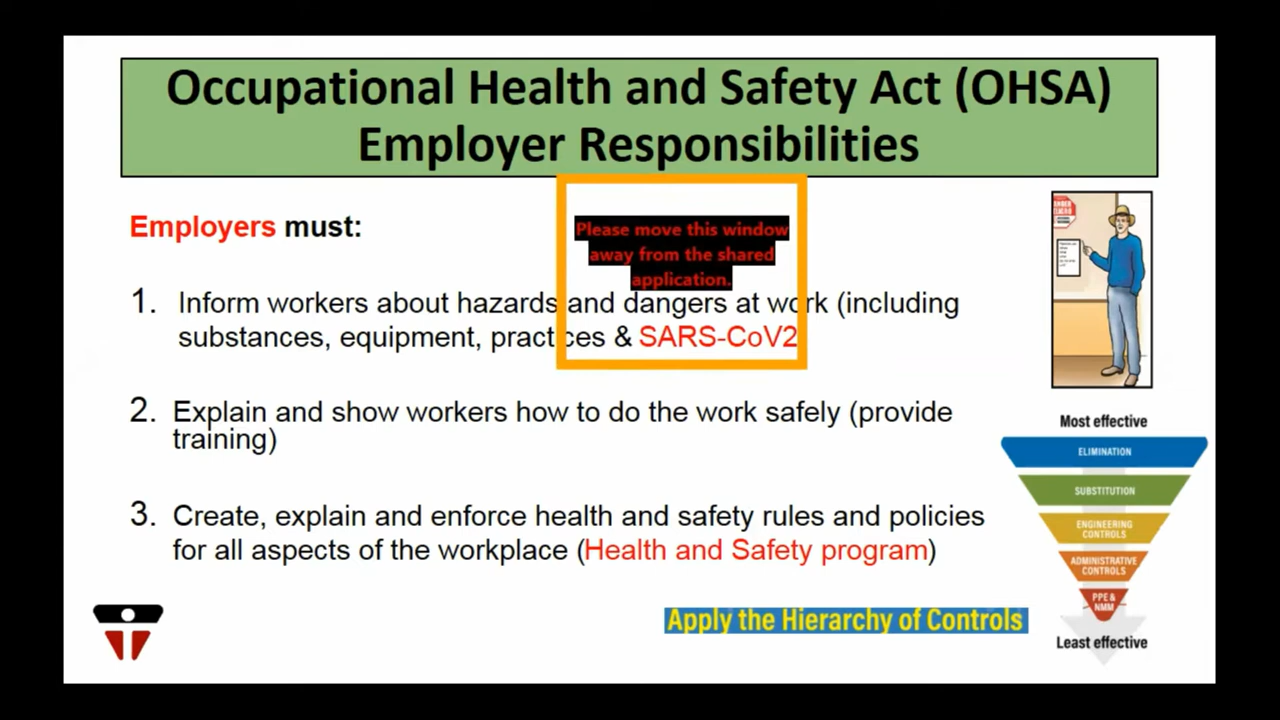 Occupational Health and Safety Act (OHSA)
Employer Responsibilities
Employers must:
Please move this window
away from the shared
application.
1. Inform workers about hazards and dangers at work (including
substances, equipment, practices & SARS-CoV2
2. Explain and show workers how to do the work safely (provide
training)
3. Create, explain and enforce health and safety rules and policies
for all aspects of the workplace (Health and Safety program)
Apply the Hierarchy of Controls
Most effective
ELIMINATION
SUBSTITUTION
ENGINEERING
CONTROLS
ADMINISTRATIVE
CONTROLS
PPE &
NMM
Least effective